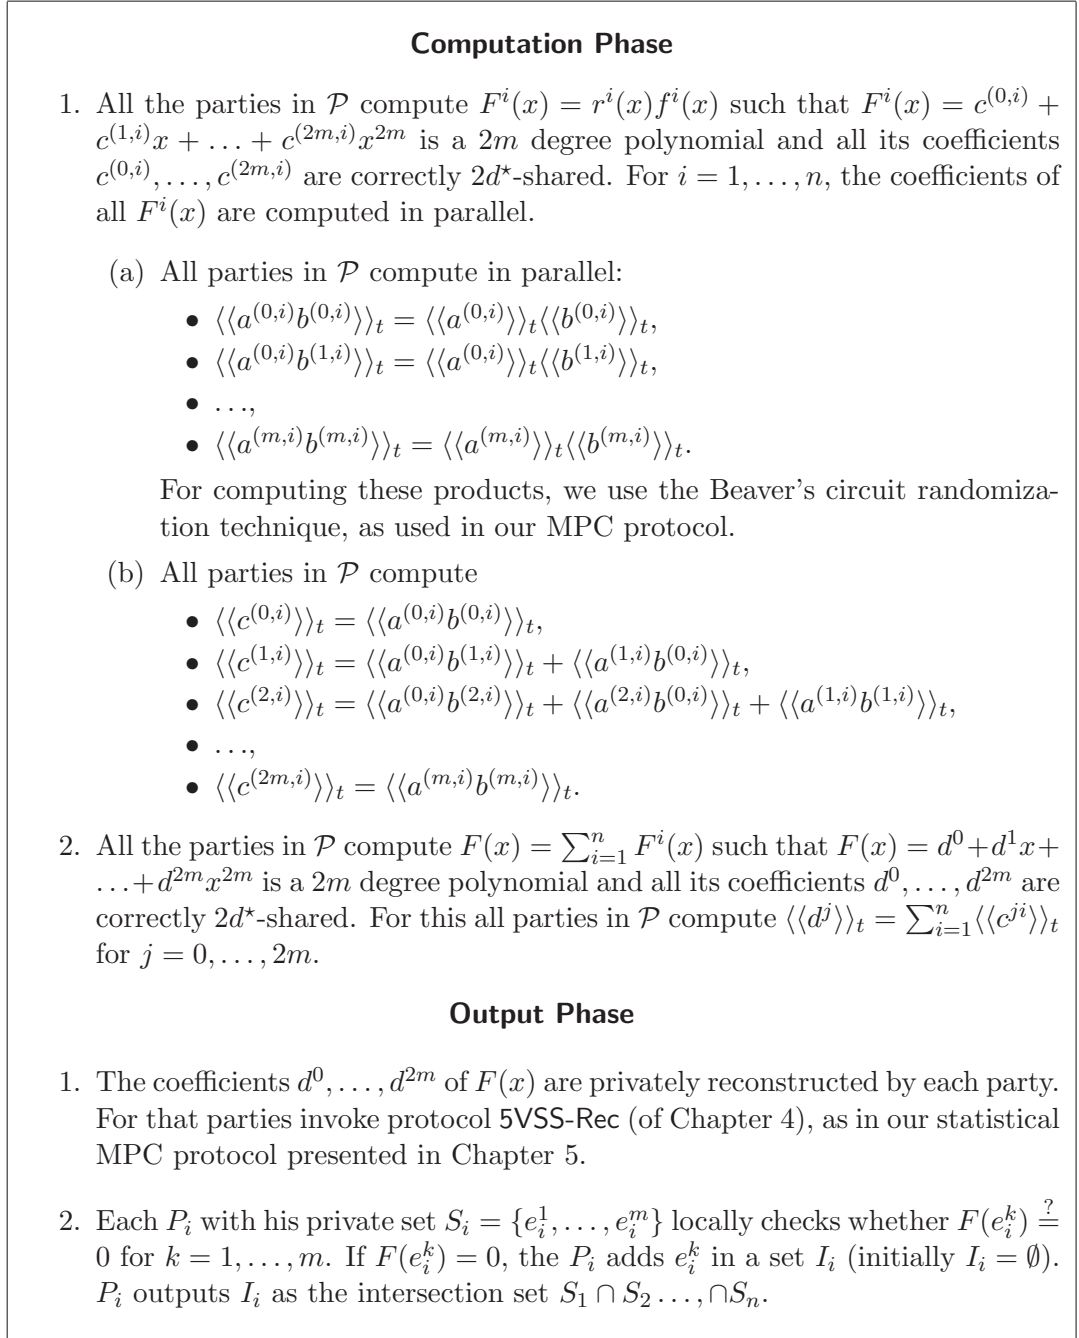 Computation Phase
1. All the parties in 𝒫 compute F^i(x) = r^i(x)f^i(x) such that F^i(x) = c^{(0,i)} +
c^{(1,i)}x + … + c^{(2m,i)}x^{2m} is a 2m degree polynomial and all its coefficients
c^{(0,i)}, …, c^{(2m,i)} are correctly 2d^⋆-shared. For i = 1, …, n, the coefficients of
all F^i(x) are computed in parallel.
(a) All parties in 𝒫 compute in parallel:
• ⟨⟨a^{(0,i)}b^{(0,i)}⟩⟩_t = ⟨⟨a^{(0,i)}⟩⟩_t⟨⟨b^{(0,i)}⟩⟩_t,
• ⟨⟨a^{(0,i)}b^{(1,i)}⟩⟩_t = ⟨⟨a^{(0,i)}⟩⟩_t⟨⟨b^{(1,i)}⟩⟩_t,
• …,
• ⟨⟨a^{(m,i)}b^{(m,i)}⟩⟩_t = ⟨⟨a^{(m,i)}⟩⟩_t⟨⟨b^{(m,i)}⟩⟩_t.
For computing these products, we use the Beaver's circuit randomiza-
tion technique, as used in our MPC protocol.
(b) All parties in 𝒫 compute
• ⟨⟨c^{(0,i)}⟩⟩_t = ⟨⟨a^{(0,i)}b^{(0,i)}⟩⟩_t,
• ⟨⟨c^{(1,i)}⟩⟩_t = ⟨⟨a^{(0,i)}b^{(1,i)}⟩⟩_t + ⟨⟨a^{(1,i)}b^{(0,i)}⟩⟩_t,
• ⟨⟨c^{(2,i)}⟩⟩_t = ⟨⟨a^{(0,i)}b^{(2,i)}⟩⟩_t + ⟨⟨a^{(2,i)}b^{(0,i)}⟩⟩_t + ⟨⟨a^{(1,i)}b^{(1,i)}⟩⟩_t,
• …,
• ⟨⟨c^{(2m,i)}⟩⟩_t = ⟨⟨a^{(m,i)}b^{(m,i)}⟩⟩_t.
2. All the parties in 𝒫 compute F(x) = ∑_{i=1}^n F^i(x) such that F(x) = d^0+d^1x+
…+d^{2m}x^{2m} is a 2m degree polynomial and all its coefficients d^0, …, d^{2m} are
correctly 2d^⋆-shared. For this all parties in 𝒫 compute ⟨⟨d^j⟩⟩_t = ∑_{i=1}^n⟨⟨c^{ji}⟩⟩_t
for j = 0, …, 2m.
Output Phase
1. The coefficients d^0, …, d^{2m} of F(x) are privately reconstructed by each party.
For that parties invoke protocol 5VSS-Rec (of Chapter 4), as in our statistical
MPC protocol presented in Chapter 5.
2. Each P_i with his private set S_i = {e_i^1, …, e_i^m} locally checks whether F(e_i^k) ≟
0 for k = 1, …, m. If F(e_i^k) = 0, the P_i adds e_i^k in a set I_i (initially I_i = ∅).
P_i outputs I_i as the intersection set S_1 ∩ S_2 …, ∩S_n.